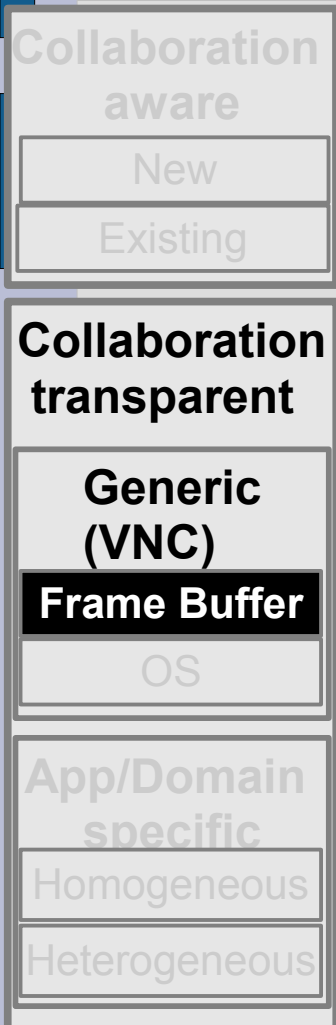 Collaboration
aware
New
Existing
Collaboration
transparent
Generic
(VNC)
Frame Buffer
OS
App/Domain
specific
Homogeneous
Heterogeneous